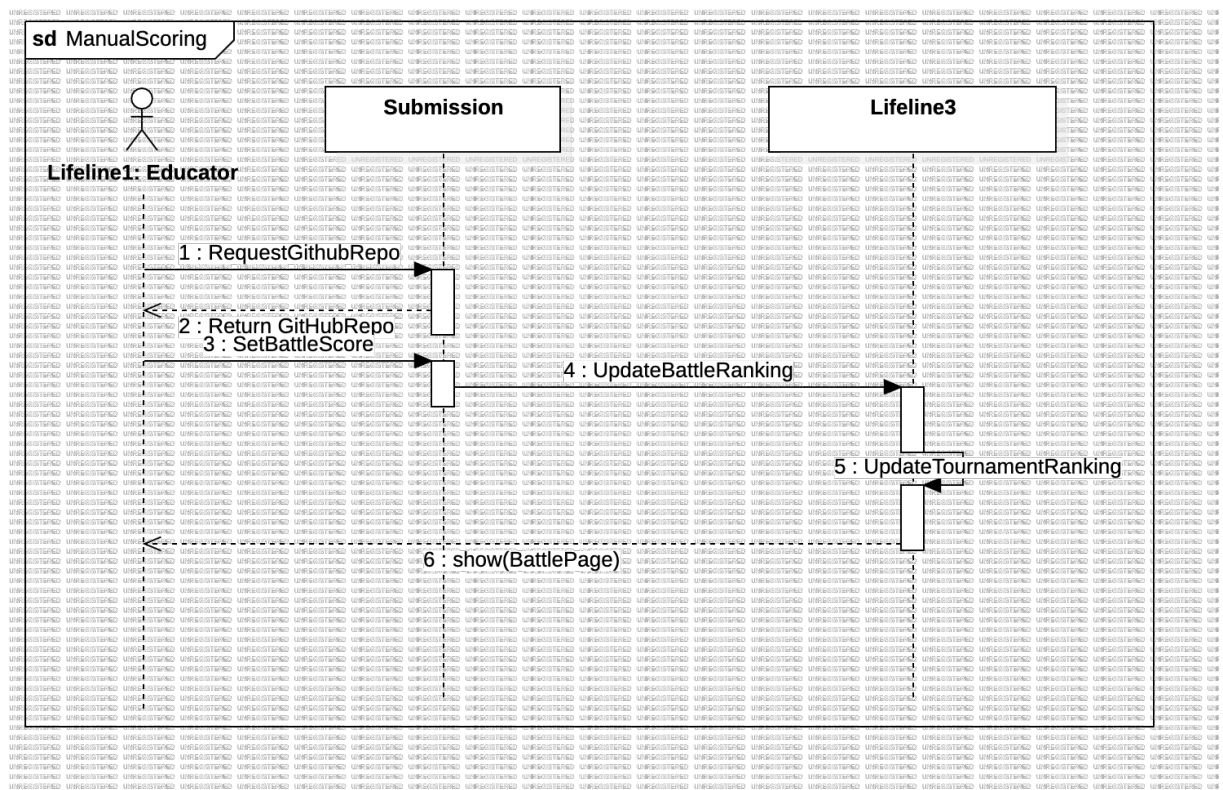 sd ManualScoring
Submission
Lifeline3
Lifeline1: Educator
1 : RequestGithubRepo
2 : Return GitHubRepo
3 : SetBattleScore
4 : UpdateBattleRanking
5 : UpdateTournamentRanking
6 : show(BattlePage)
UNREGISTERED